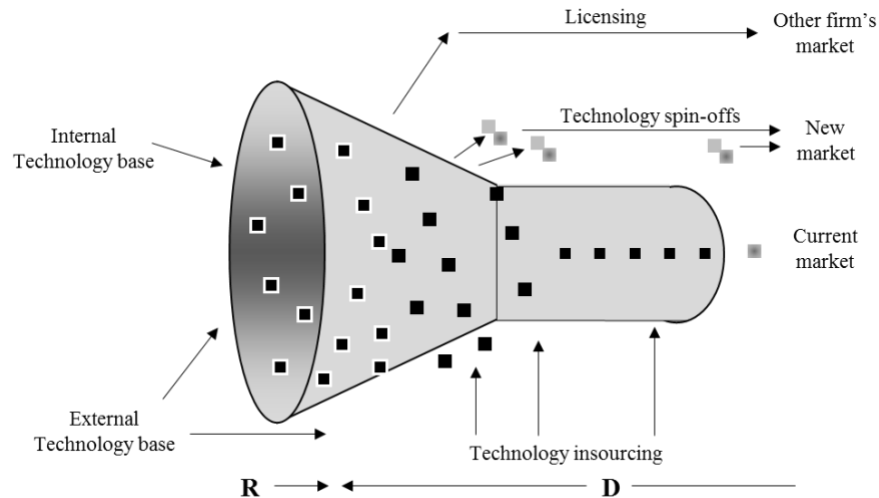 Licensing
Other firm's
market
Internal
Technology base
Technology spin-offs
New
market
Current
market
External
Technology base
Technology insourcing
R
D